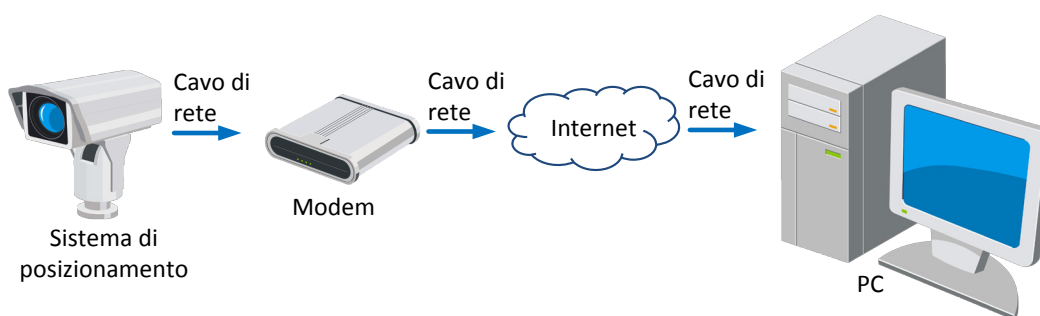 Cavo di
rete
Cavo di
rete
Cavo di
rete
Internet
Modem
Sistema di
posizionamento
PC